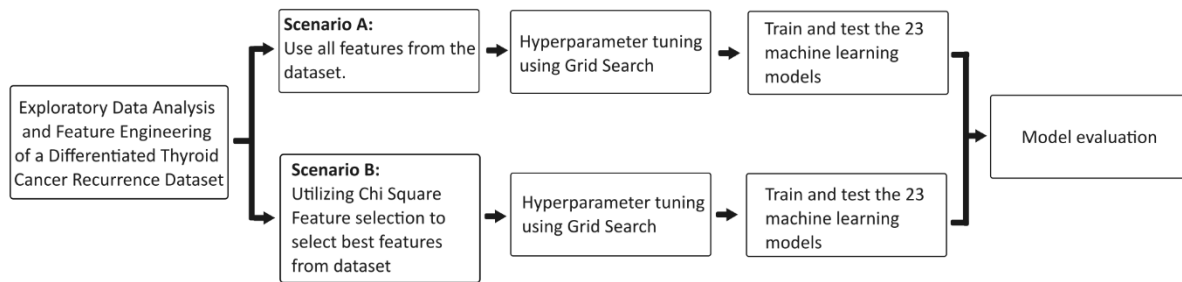 Exploratory Data Analysis
and Feature Engineering
of a Differentiated Thyroid
Cancer Recurrence Dataset
Scenario A:
Use all features from the
dataset.
Hyperparameter tuning
using Grid Search
Train and test the 23
machine learning
models
Scenario B:
Utilizing Chi Square
Feature selection to
select best features
from dataset
Hyperparameter tuning
using Grid Search
Train and test the 23
machine learning
models
Model evaluation